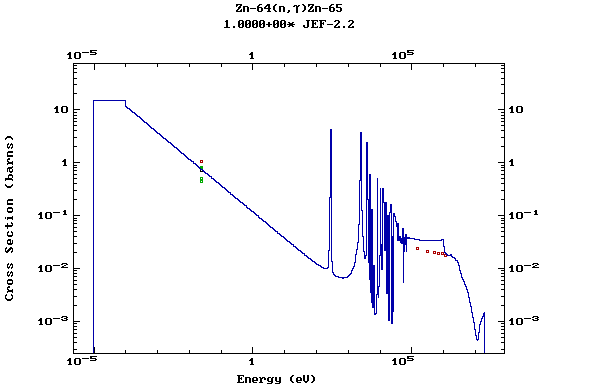 Zn-64(n,γ)Zn-65
1.0000+00* JEF-2.2
10⁻⁵ 1 10⁵
10 10
1 1
10⁻¹ 10⁻¹
10⁻² 10⁻²
10⁻³ 10⁻³
10⁻⁵ 1 10⁵
Cross Section (barns)
Energy (eV)